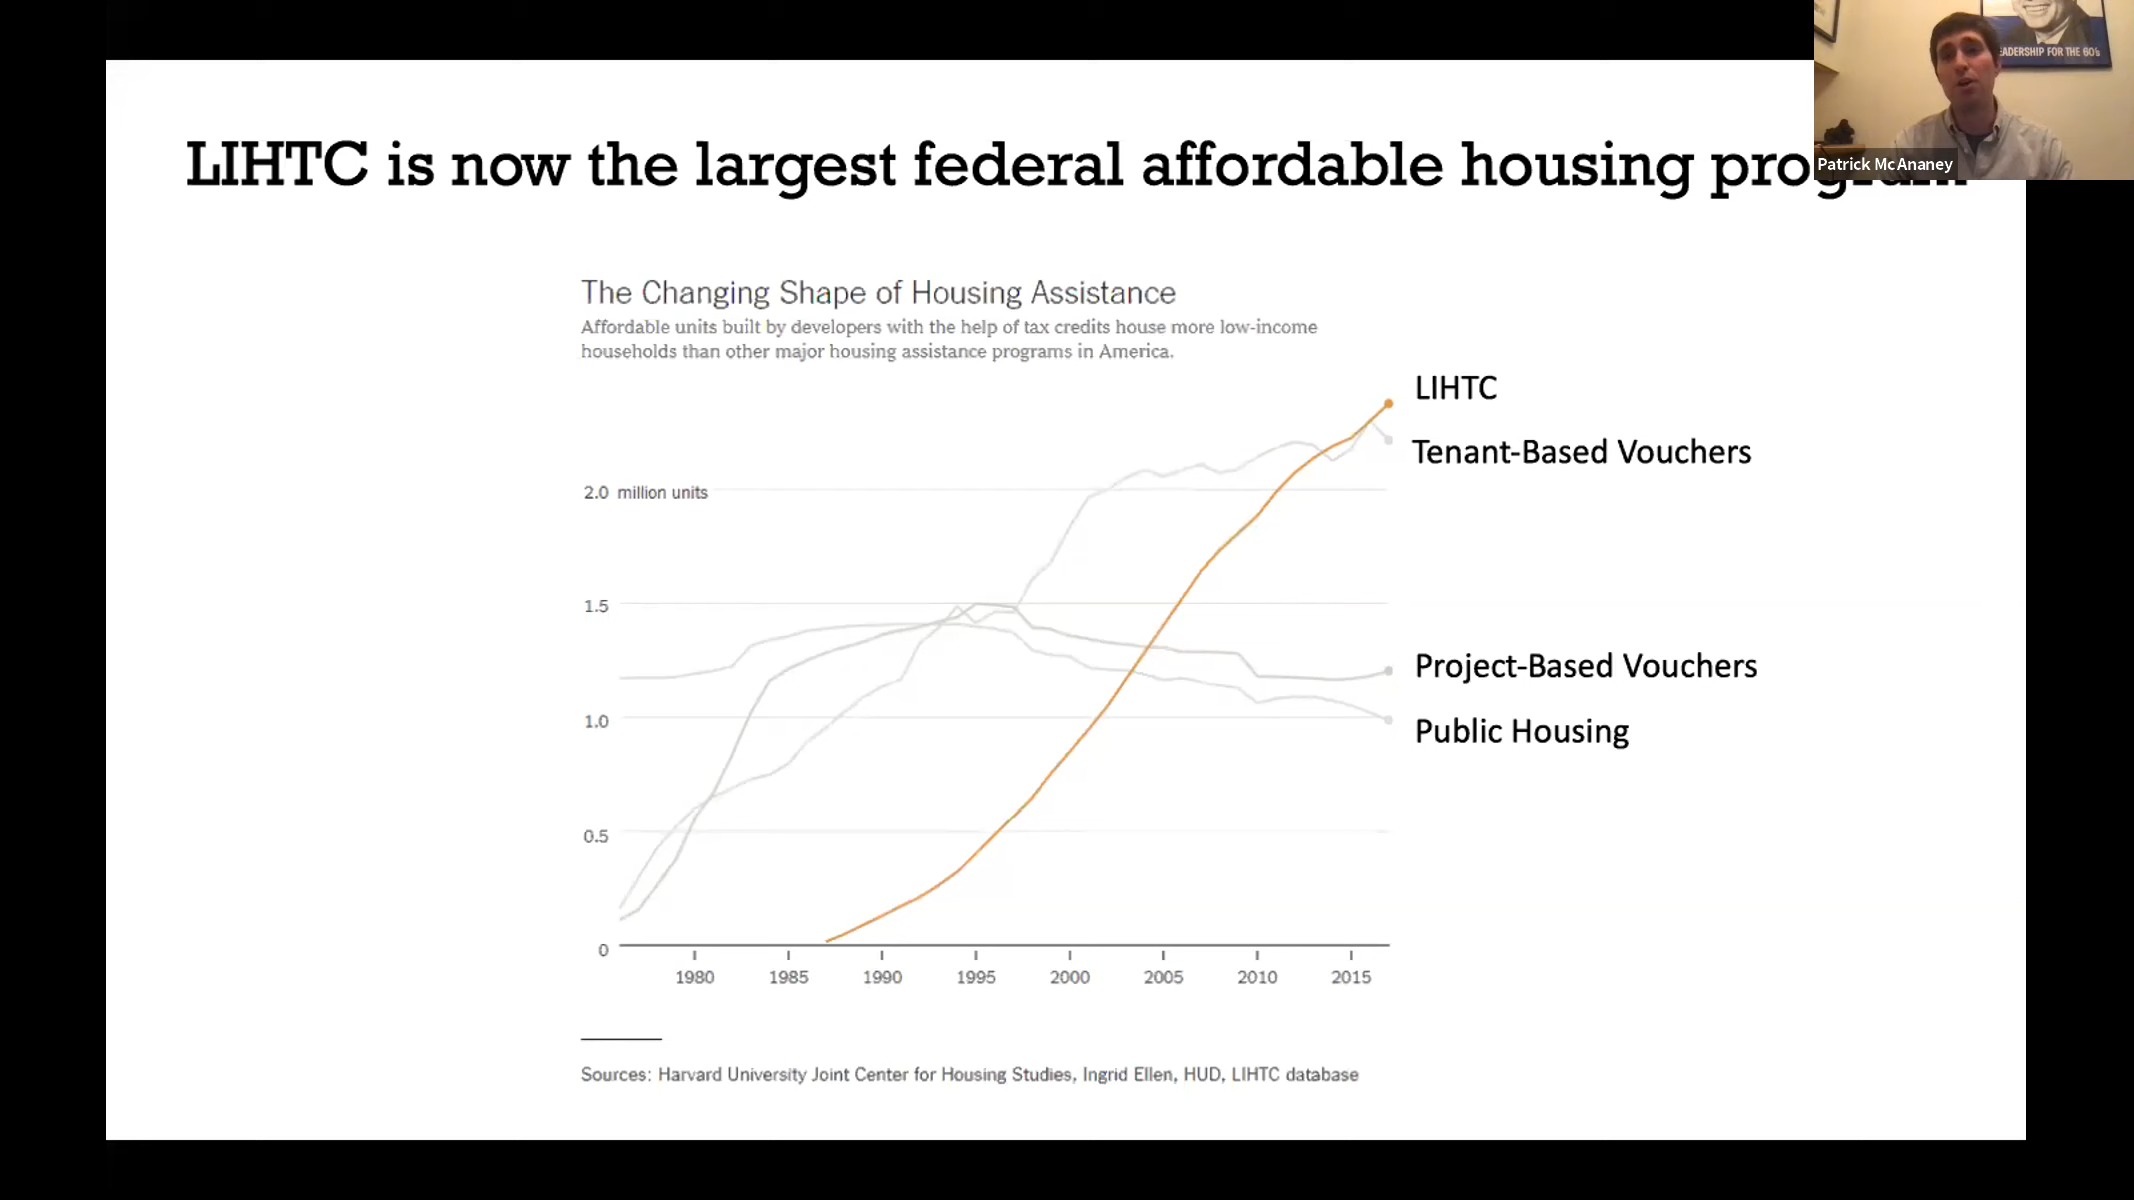 LIHTC is now the largest federal affordable housing program
EADERSHIP FOR THE 60's
Patrick McAnaney
The Changing Shape of Housing Assistance
Affordable units built by developers with the help of tax credits house more low-income
households than other major housing assistance programs in America.
LIHTC
Tenant-Based Vouchers
2.0 million units
1.5
Project-Based Vouchers
1.0
Public Housing
0.5
0
1980 1985 1990 1995 2000 2005 2010 2015
Sources: Harvard University Joint Center for Housing Studies, Ingrid Ellen, HUD, LIHTC database